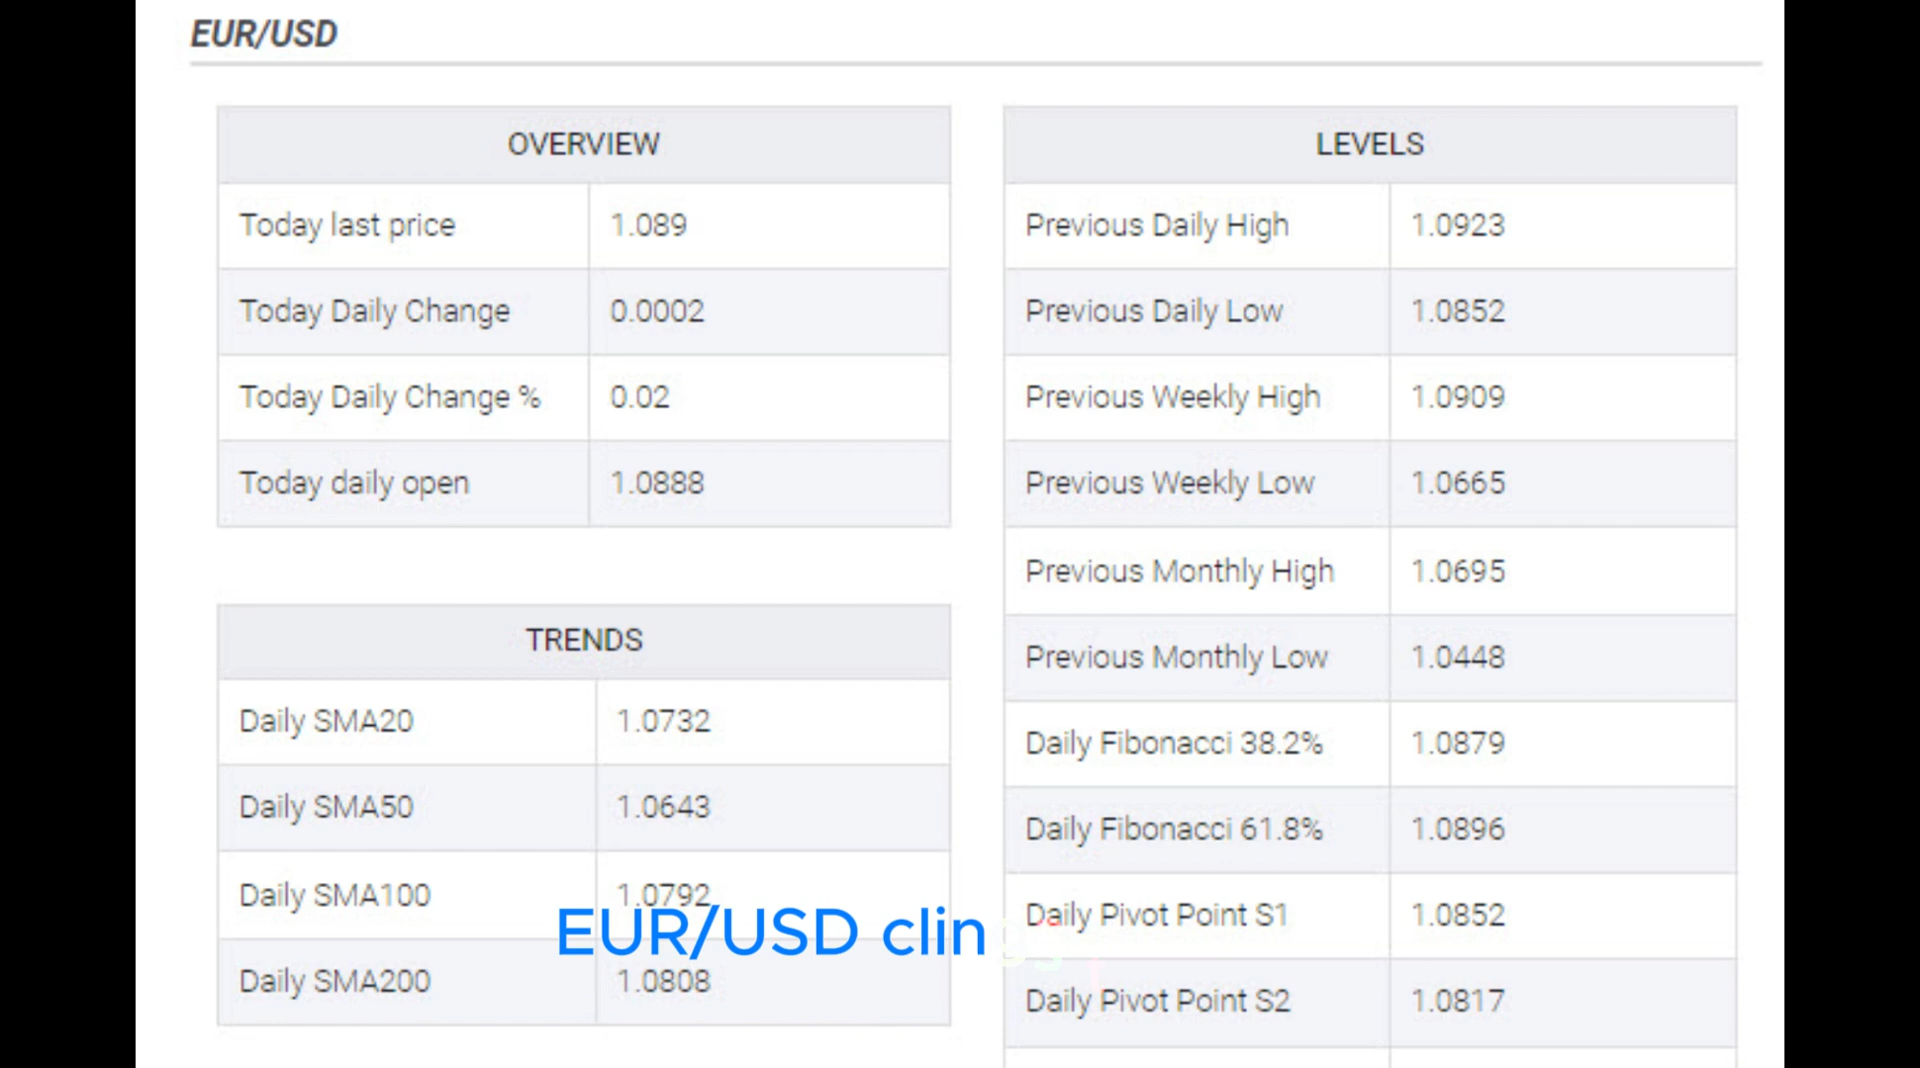 EUR/USD
OVERVIEW
Today last price 1.089
Today Daily Change 0.0002
Today Daily Change % 0.02
Today daily open 1.0888
TRENDS
Daily SMA20 1.0732
Daily SMA50 1.0643
Daily SMA100 1.0792
Daily SMA200 1.0808
LEVELS
Previous Daily High 1.0923
Previous Daily Low 1.0852
Previous Weekly High 1.0909
Previous Weekly Low 1.0665
Previous Monthly High 1.0695
Previous Monthly Low 1.0448
Daily Fibonacci 38.2% 1.0879
Daily Fibonacci 61.8% 1.0896
Daily Pivot Point S1 1.0852
Daily Pivot Point S2 1.0817
EUR/USD clings